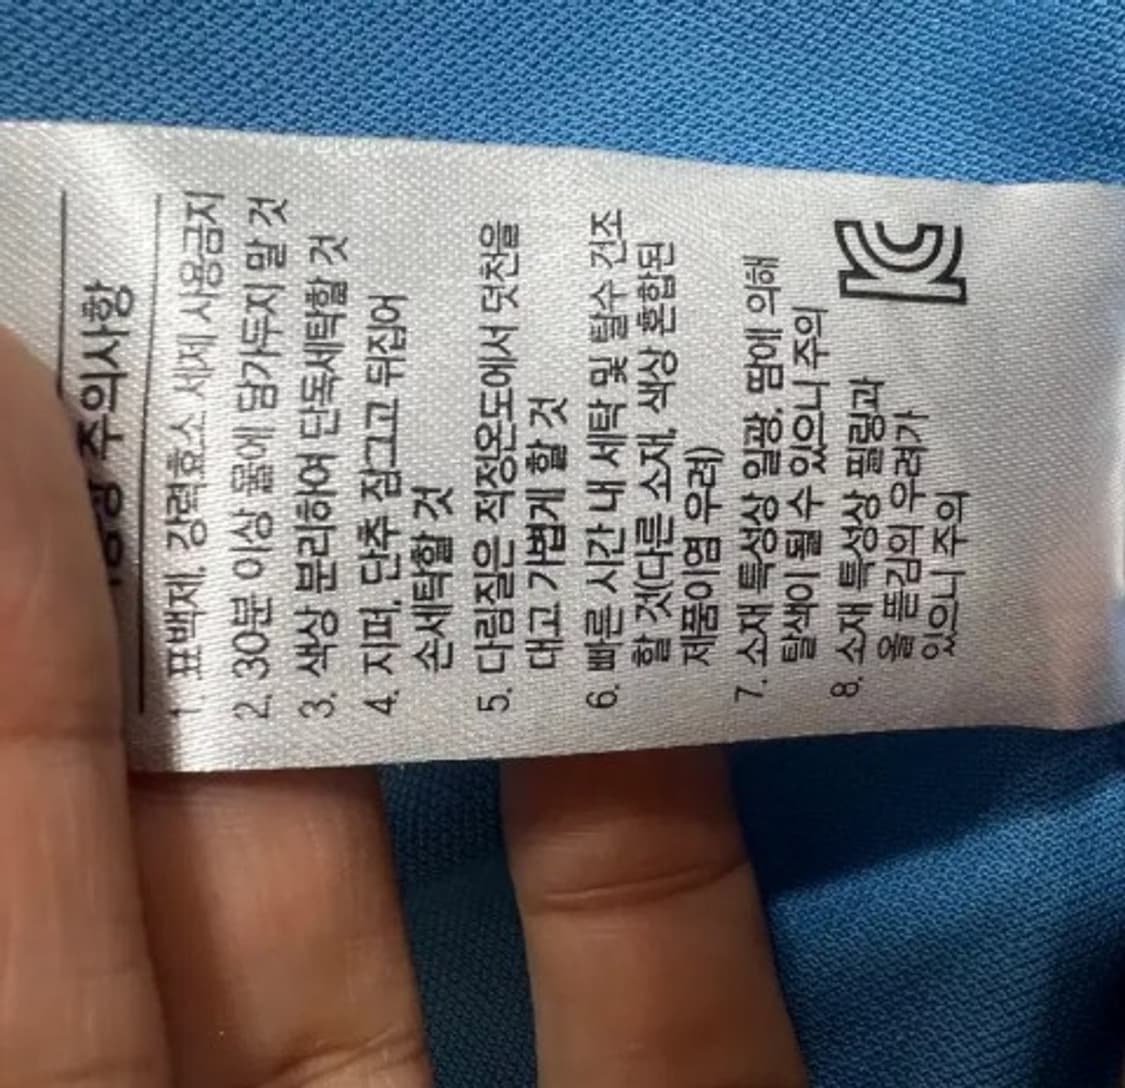 주의사항
1. 표백제, 강력효소 세제 사용금지
2. 30분 이상 물에 담가두지 말 것
3. 색상 분리하여 단독세탁할 것
4. 지퍼, 단추 잠그고 뒤집어
손세탁할 것
5. 다림질은 적정온도에서 덧천을
대고 가볍게 할 것
6. 빠른 시간 내 세탁 및 탈수 건조
할 것(다른 소재, 색상 혼합된
제품이염 우려)
7. 소재 특성상 일광, 땀에 의해
탈색이 될 수 있으니 주의
8. 소재 특성상 필링과
올 뜯김의 우려가
있으니 주의